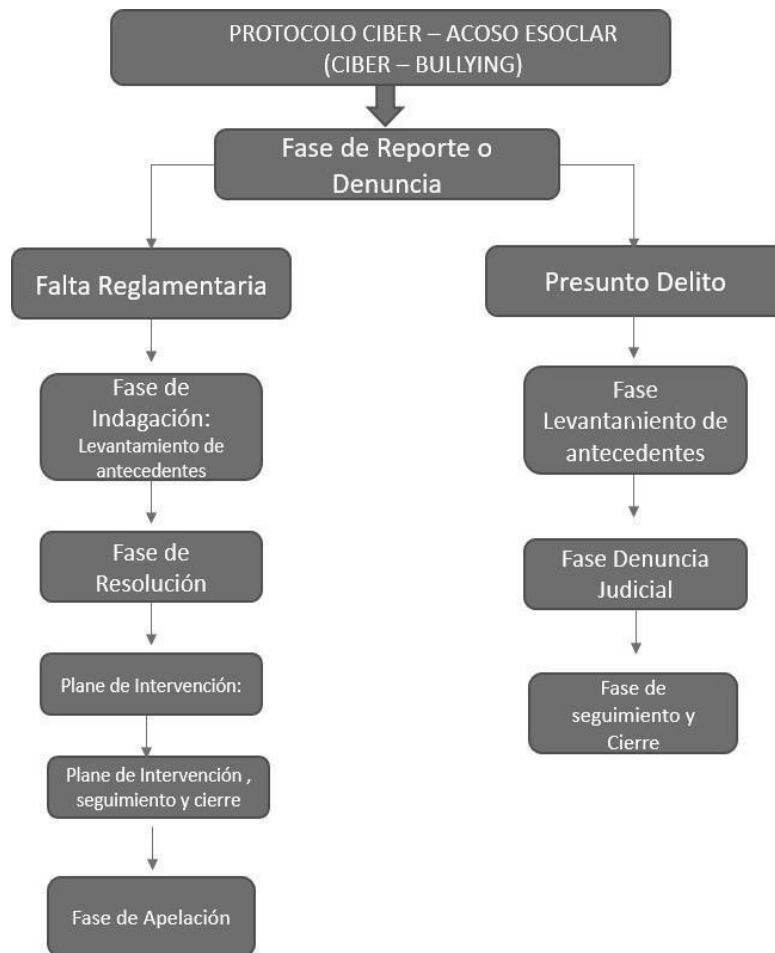 PROTOCOLO CIBER – ACOSO ESOCLAR
(CIBER – BULLYING)
Fase de Reporte o
Denuncia
Falta Reglamentaria
Fase de
Indagación:
Levantamiento de
antecedentes
Fase de
Resolución
Plane de Intervención:
Plane de Intervención ,
seguimiento y cierre
Fase de Apelación
Presunto Delito
Fase
Levantamiento de
antecedentes
Fase Denuncia
Judicial
Fase de
seguimiento y
Cierre